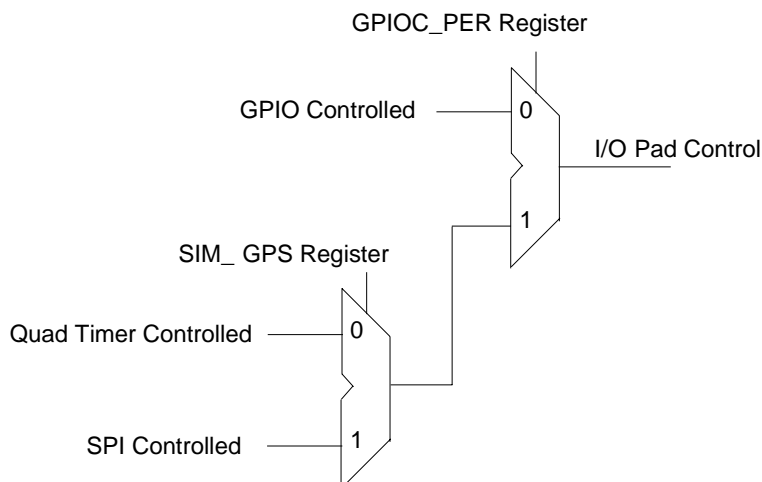 GPIOC_PER Register
GPIO Controlled
0
I/O Pad Control
1
SIM_ GPS Register
Quad Timer Controlled
0
SPI Controlled
1